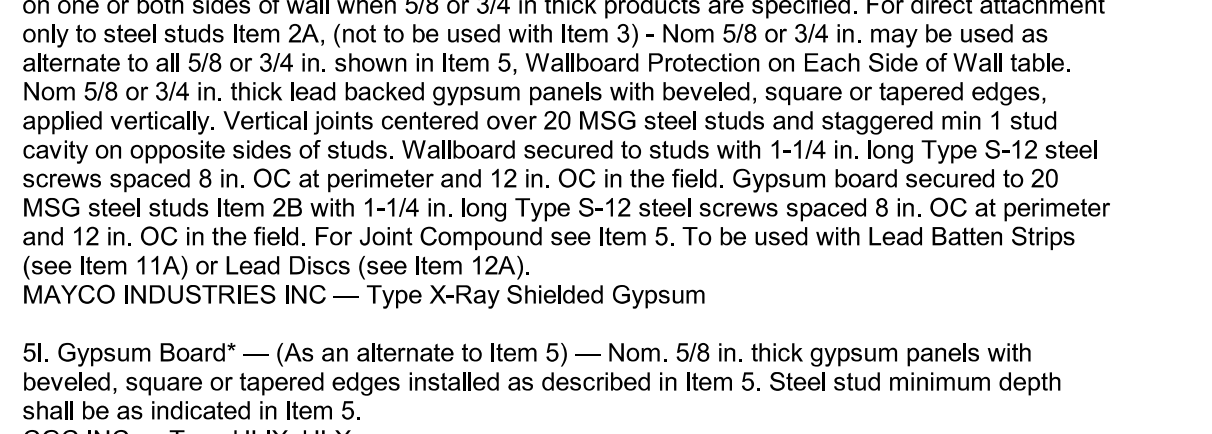 on one or both sides of wall when 5/8 or 3/4 in thick products are specified. For direct attachment
only to steel studs Item 2A, (not to be used with Item 3) - Nom 5/8 or 3/4 in. may be used as
alternate to all 5/8 or 3/4 in. shown in Item 5, Wallboard Protection on Each Side of Wall table.
Nom 5/8 or 3/4 in. thick lead backed gypsum panels with beveled, square or tapered edges,
applied vertically. Vertical joints centered over 20 MSG steel studs and staggered min 1 stud
cavity on opposite sides of studs. Wallboard secured to studs with 1-1/4 in. long Type S-12 steel
screws spaced 8 in. OC at perimeter and 12 in. OC in the field. Gypsum board secured to 20
MSG steel studs Item 2B with 1-1/4 in. long Type S-12 steel screws spaced 8 in. OC at perimeter
and 12 in. OC in the field. For Joint Compound see Item 5. To be used with Lead Batten Strips
(see Item 11A) or Lead Discs (see Item 12A).
MAYCO INDUSTRIES INC — Type X-Ray Shielded Gypsum
5I. Gypsum Board* — (As an alternate to Item 5) — Nom. 5/8 in. thick gypsum panels with
beveled, square or tapered edges installed as described in Item 5. Steel stud minimum depth
shall be as indicated in Item 5.